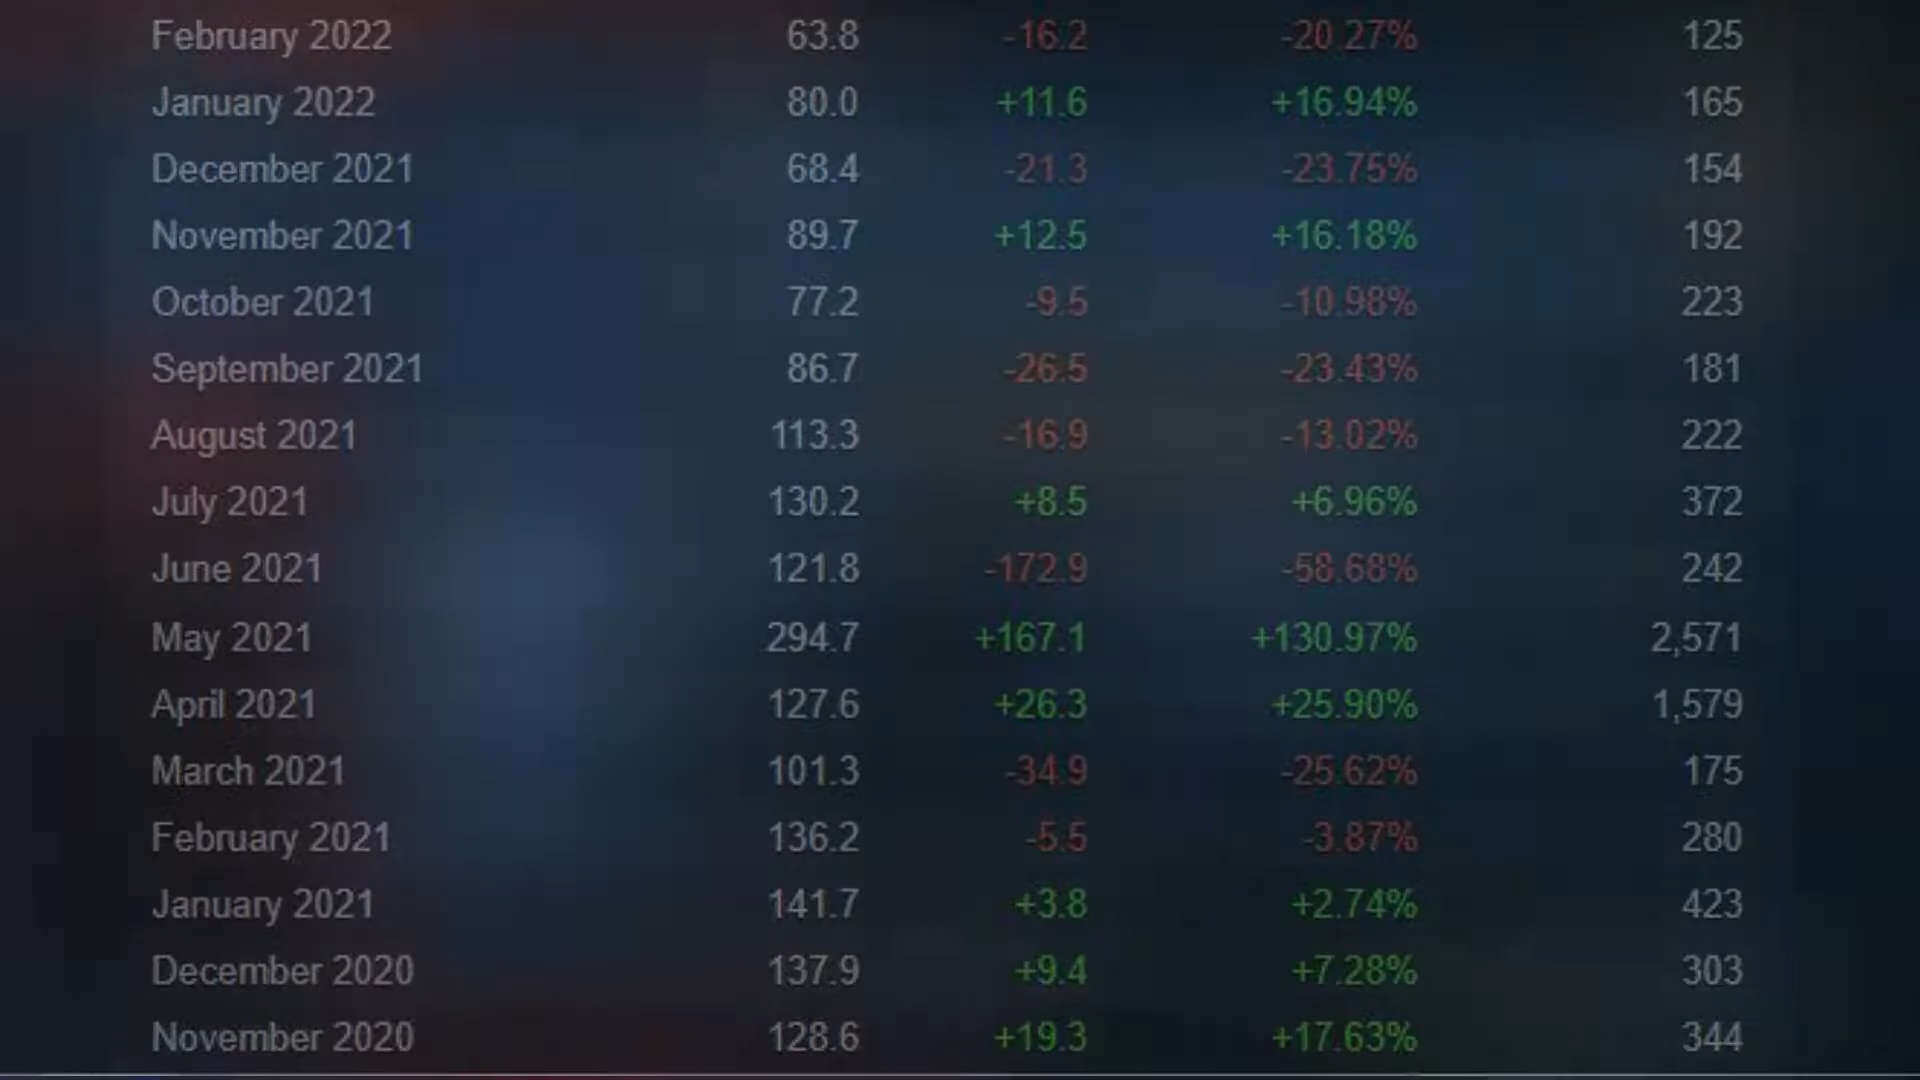 February 2022 63.8 -16.2 -20.27% 125
January 2022 80.0 +11.6 +16.94% 165
December 2021 68.4 -21.3 -23.75% 154
November 2021 89.7 +12.5 +16.18% 192
October 2021 77.2 -9.5 -10.98% 223
September 2021 86.7 -26.5 -23.43% 181
August 2021 113.3 -16.9 -13.02% 222
July 2021 130.2 +8.5 +6.96% 372
June 2021 121.8 -172.9 -58.68% 242
May 2021 294.7 +167.1 +130.97% 2,571
April 2021 127.6 +26.3 +25.90% 1,579
March 2021 101.3 -34.9 -25.62% 175
February 2021 136.2 -5.5 -3.87% 280
January 2021 141.7 +3.8 +2.74% 423
December 2020 137.9 +9.4 +7.28% 303
November 2020 128.6 +19.3 +17.63% 344